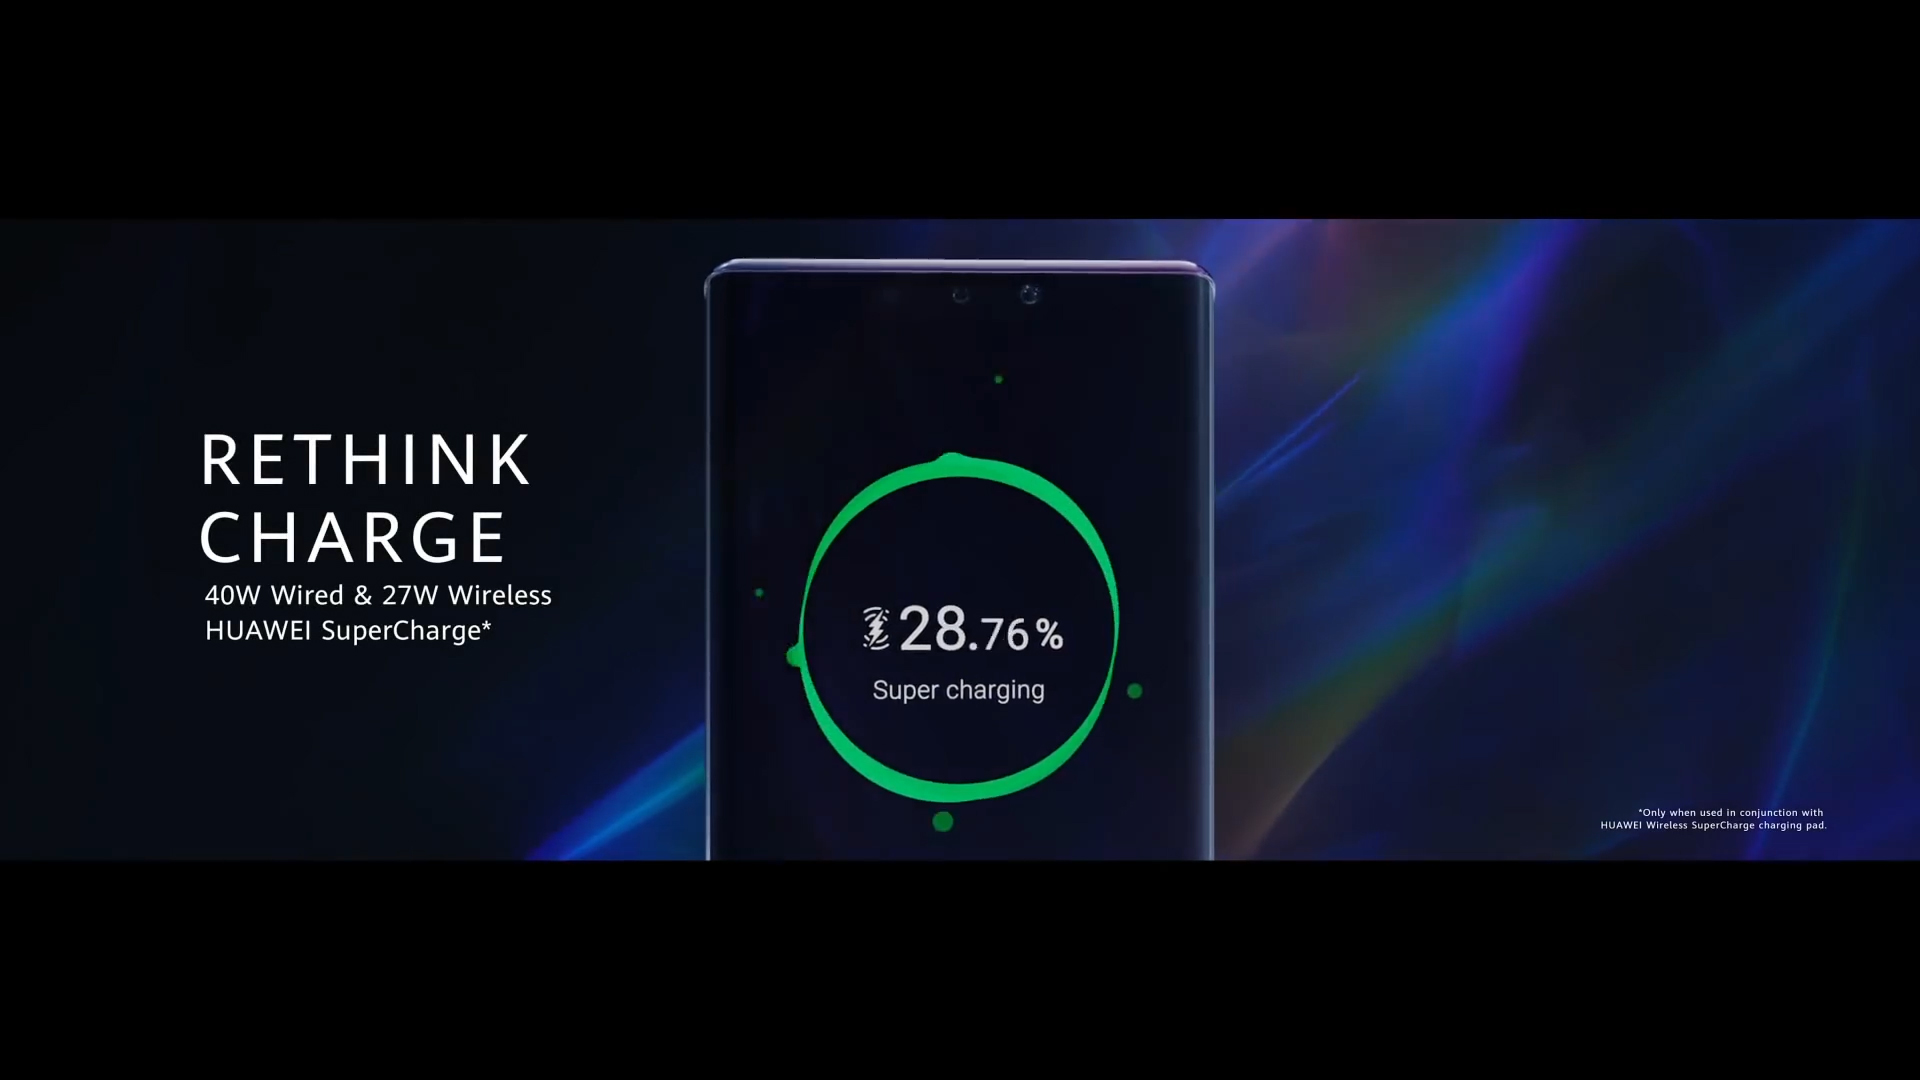 RETHINK
CHARGE
40W Wired & 27W Wireless
HUAWEI SuperCharge*
28.76%
Super charging
*Only when used in conjunction with
HUAWEI Wireless SuperCharge charging pad.